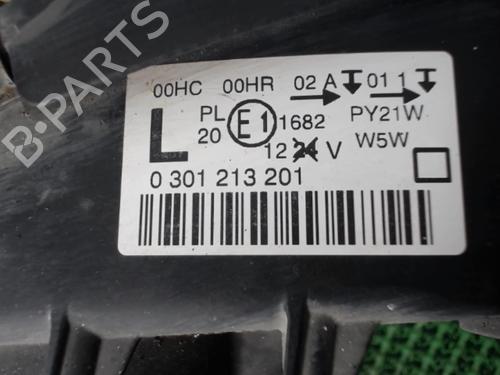 00HC 00HR 02 A 01 1
L PL 20 E1 1682 PY21W
12 24 V W5W
0 301 213 201
B-PARTS